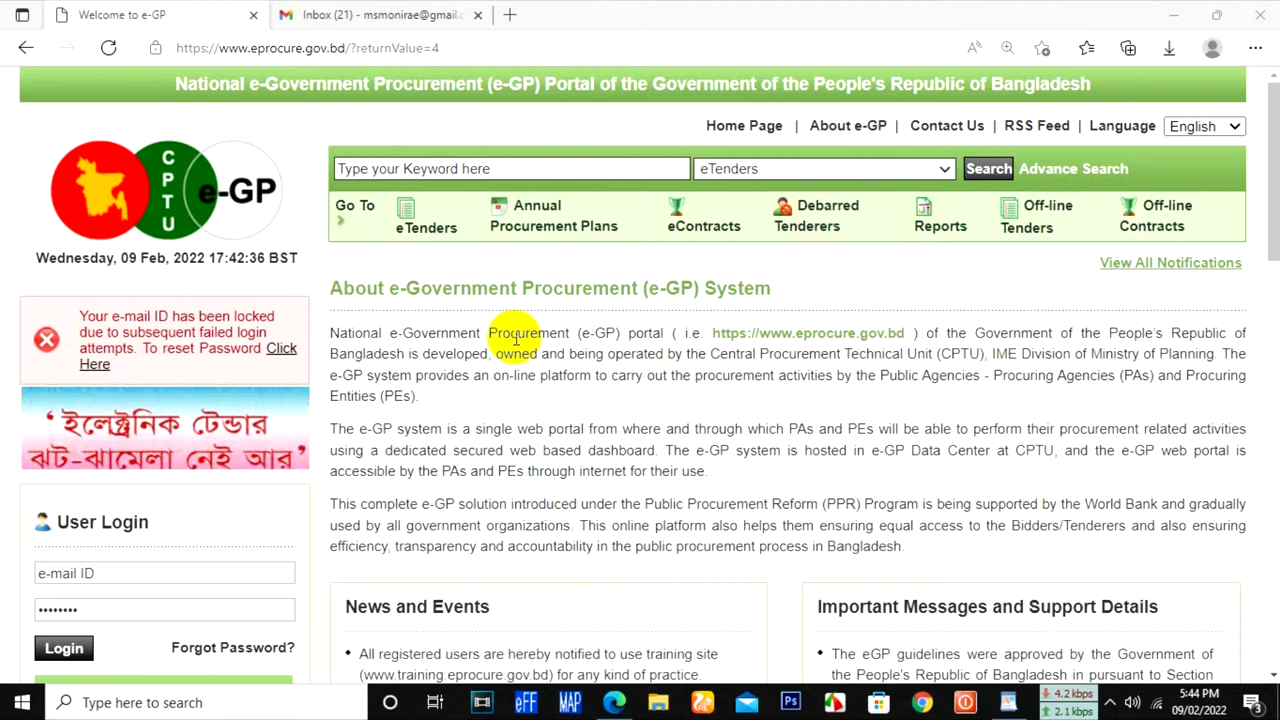 Welcome to e-GP
Inbox (21) - msmonirae@gmail.c
https://www.eprocure.gov.bd/?returnValue=4
National e-Government Procurement (e-GP) Portal of the Government of the People's Republic of Bangladesh
Home Page | About e-GP | Contact Us | RSS Feed | Language English
CPTU e-GP
Type your Keyword here eTenders Search Advance Search
Go To eTenders Annual Procurement Plans eContracts Debarred Tenderers Reports Off-line Tenders Off-line Contracts
Wednesday, 09 Feb, 2022 17:42:36 BST
View All Notifications
Your e-mail ID has been locked
due to subsequent failed login
attempts. To reset Password Click
Here
‘ ইলেক্ট্রনিক টেন্ডার
ঝট-ঝামেলা নেই আর’
User Login
e-mail ID
••••••••
Login Forgot Password?
About e-Government Procurement (e-GP) System
National e-Government Procurement (e-GP) portal ( i.e. https://www.eprocure.gov.bd ) of the Government of the People's Republic of
Bangladesh is developed, owned and being operated by the Central Procurement Technical Unit (CPTU), IME Division of Ministry of Planning. The
e-GP system provides an on-line platform to carry out the procurement activities by the Public Agencies - Procuring Agencies (PAs) and Procuring
Entities (PEs).
The e-GP system is a single web portal from where and through which PAs and PEs will be able to perform their procurement related activities
using a dedicated secured web based dashboard. The e-GP system is hosted in e-GP Data Center at CPTU, and the e-GP web portal is
accessible by the PAs and PEs through internet for their use.
This complete e-GP solution introduced under the Public Procurement Reform (PPR) Program is being supported by the World Bank and gradually
used by all government organizations. This online platform also helps them ensuring equal access to the Bidders/Tenderers and also ensuring
efficiency, transparency and accountability in the public procurement process in Bangladesh.
News and Events
All registered users are hereby notified to use training site
(www.training.eprocure.gov.bd) for any kind of practice.
Important Messages and Support Details
The eGP guidelines were approved by the Government of
the People's Republic of Bangladesh in pursuant to Section
Type here to search
eFF
MAP
Ps
4.2 kbps
2.1 kbps
5:44 PM
09/02/2022
3